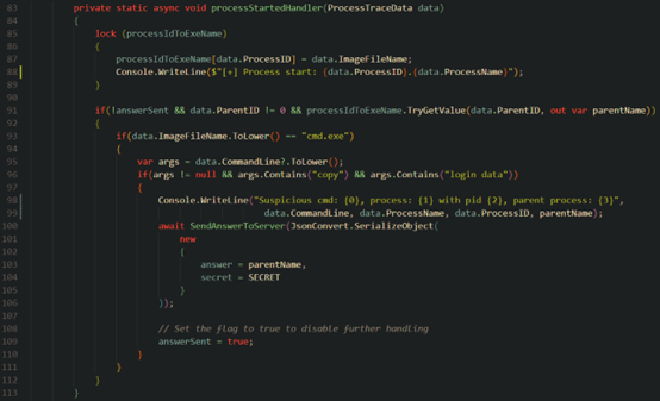 83 private static async void processStartedHandler(ProcessTraceData data)
84 {
85 lock (processIdToExeName)
86 {
87 processIdToExeName[data.ProcessID] = data.ImageFileName;
88 Console.WriteLine($"[+] Process start: {data.ProcessID}.{data.ProcessName}");
89 }
90
91 if(!answerSent && data.ParentID != 0 && processIdToExeName.TryGetValue(data.ParentID, out var parentName))
92 {
93 if(data.ImageFileName.ToLower() == "cmd.exe")
94 {
95 var args = data.CommandLine?.ToLower();
96 if(args != null && args.Contains("copy") && args.Contains("login data"))
97 {
98 Console.WriteLine("Suspicious cmd: {0}, process: {1} with pid {2}, parent process: {3}",
99 data.CommandLine, data.ProcessName, data.ProcessID, parentName);
100 await SendAnswerToServer(JsonConvert.SerializeObject(
101 new
102 {
103 answer = parentName,
104 secret = SECRET
105 }
106 ));
107
108 // Set the flag to true to disable further handling
109 answerSent = true;
110 }
111 }
112 }
113 }